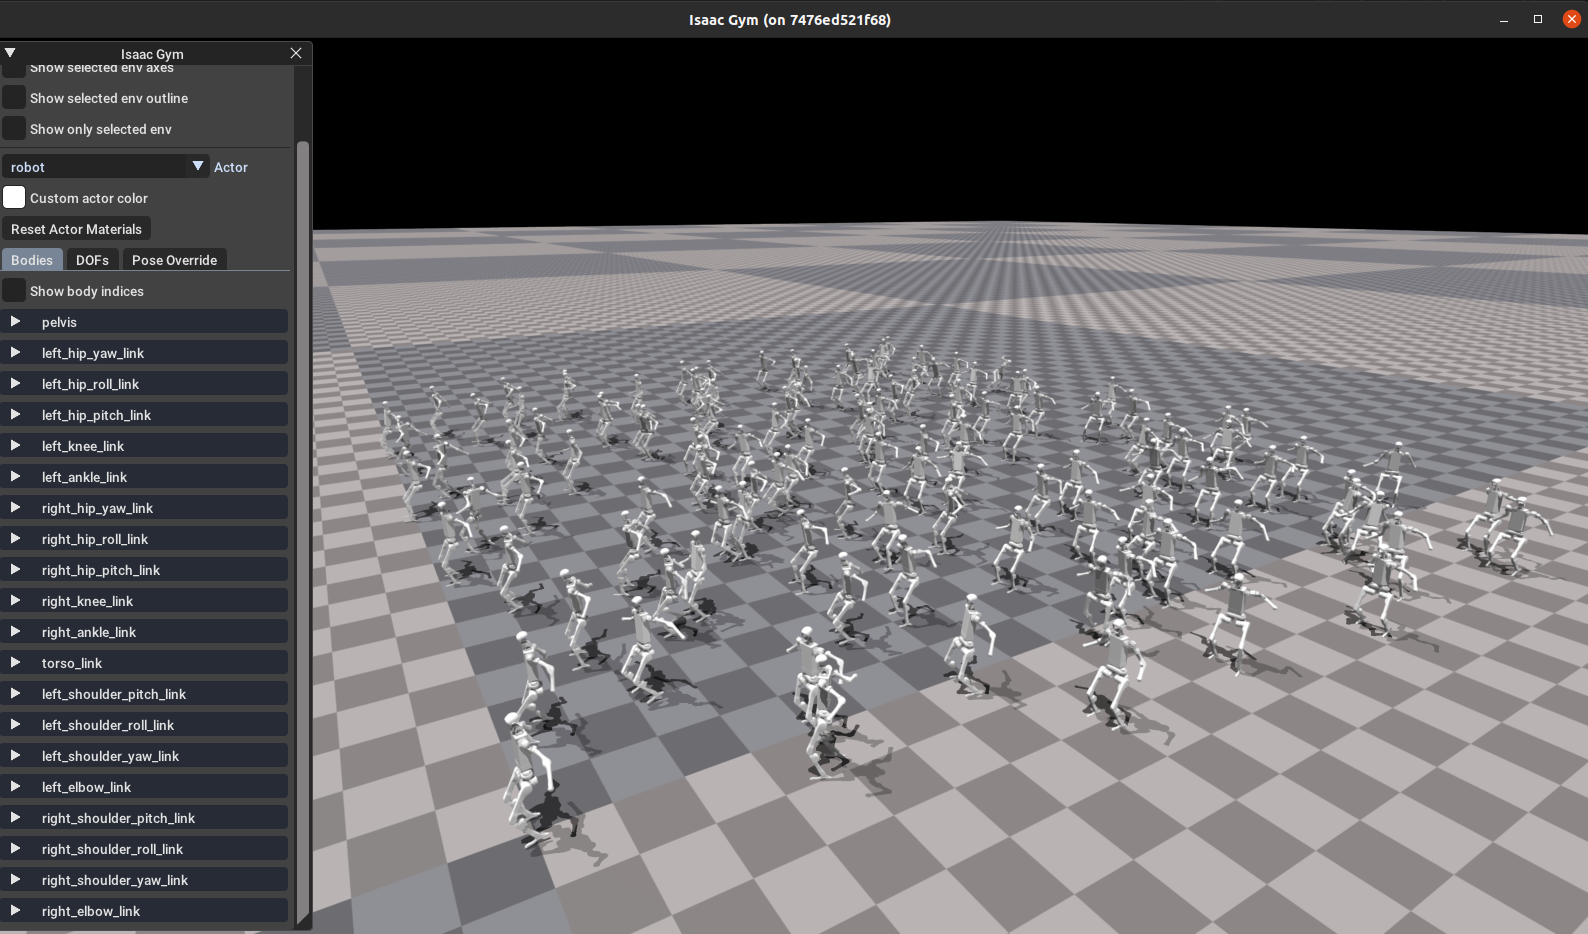 Isaac Gym (on 7476ed521f68)
Isaac Gym
Show selected env axes
Show selected env outline
Show only selected env
robot Actor
Custom actor color
Reset Actor Materials
Bodies DOFs Pose Override
Show body indices
pelvis
left_hip_yaw_link
left_hip_roll_link
left_hip_pitch_link
left_knee_link
left_ankle_link
right_hip_yaw_link
right_hip_roll_link
right_hip_pitch_link
right_knee_link
right_ankle_link
torso_link
left_shoulder_pitch_link
left_shoulder_roll_link
left_shoulder_yaw_link
left_elbow_link
right_shoulder_pitch_link
right_shoulder_roll_link
right_shoulder_yaw_link
right_elbow_link